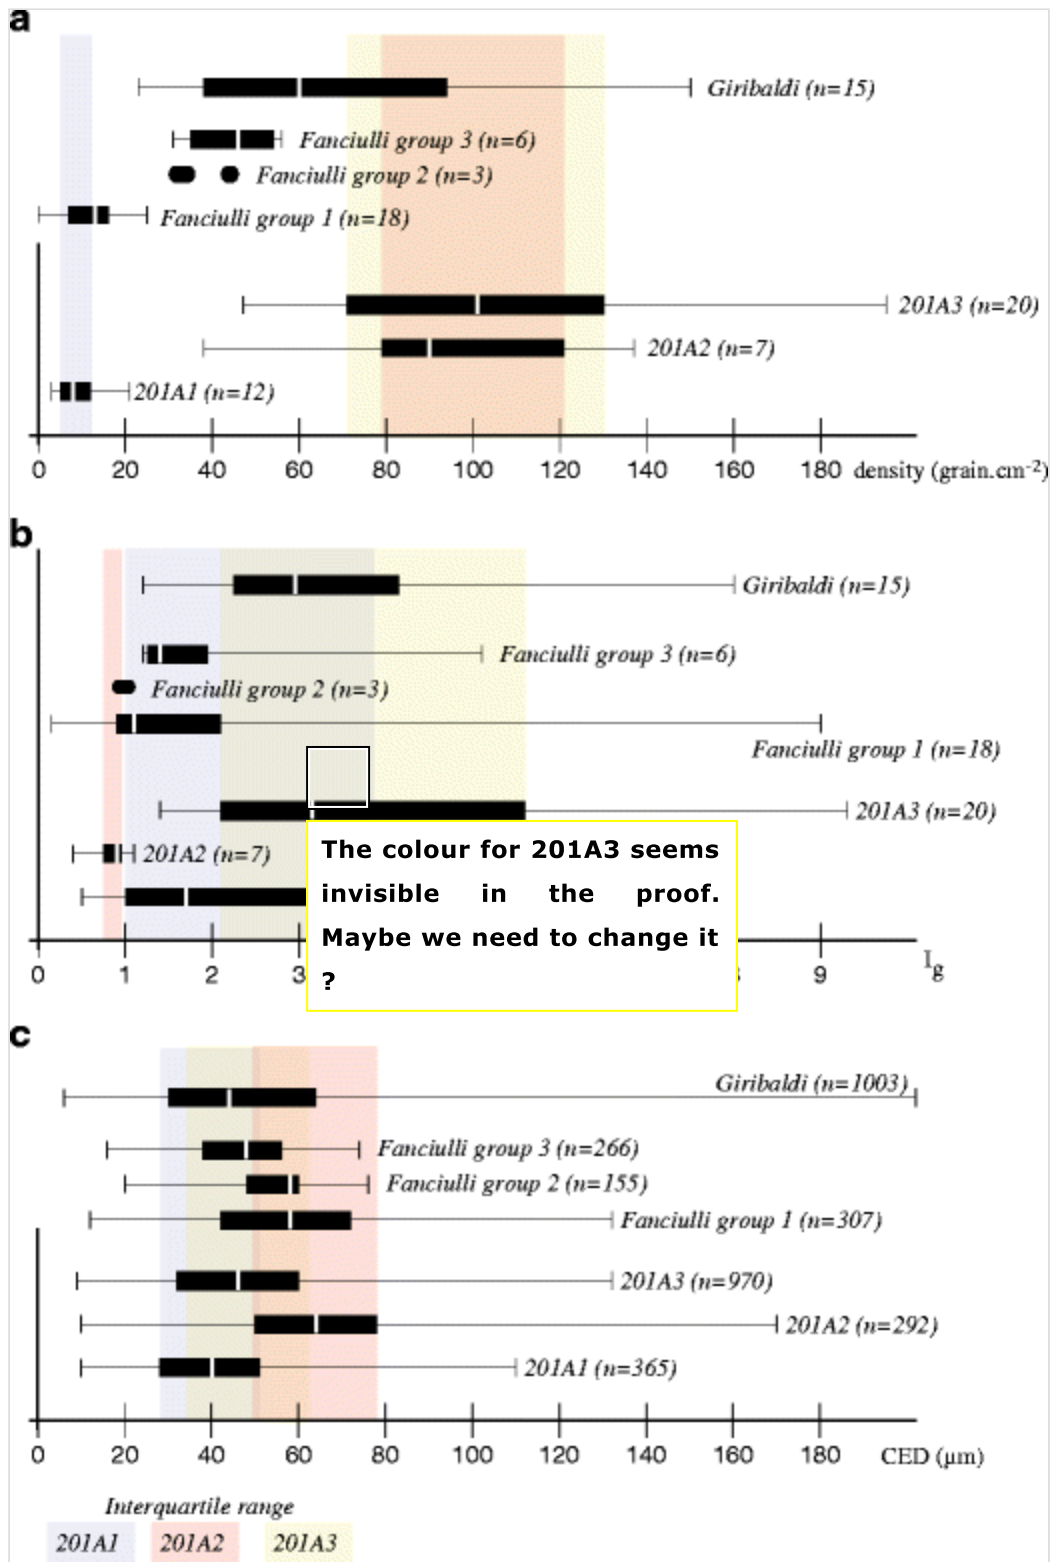 a
Giribaldi (n=15)
Fanciulli group 3 (n=6)
Fanciulli group 2 (n=3)
Fanciulli group 1 (n=18)
201A3 (n=20)
201A2 (n=7)
201A1 (n=12)
0 20 40 60 80 100 120 140 160 180 density (grain.cm-2)
b
Giribaldi (n=15)
Fanciulli group 3 (n=6)
Fanciulli group 2 (n=3)
Fanciulli group 1 (n=18)
201A3 (n=20)
201A2 (n=7)
The colour for 201A3 seems
invisible in the proof.
Maybe we need to change it
?
0 1 2 3 9 Ig
c
Giribaldi (n=1003)
Fanciulli group 3 (n=266)
Fanciulli group 2 (n=155)
Fanciulli group 1 (n=307)
201A3 (n=970)
201A2 (n=292)
201A1 (n=365)
0 20 40 60 80 100 120 140 160 180 CED (µm)
Interquartile range
201A1 201A2 201A3